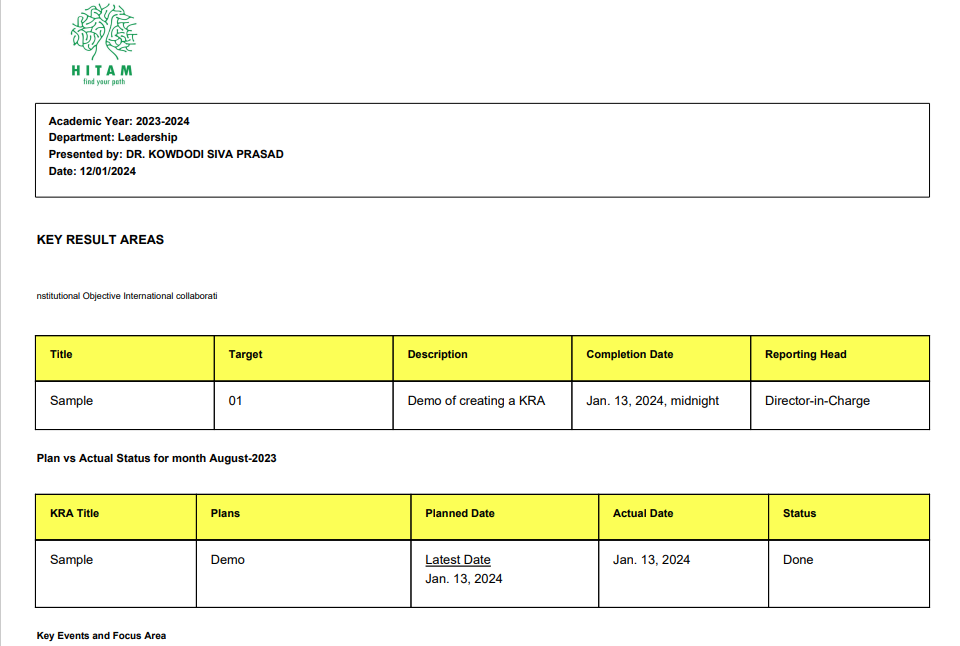 HITAM
find your path
Academic Year: 2023-2024
Department: Leadership
Presented by: DR. KOWDODI SIVA PRASAD
Date: 12/01/2024
KEY RESULT AREAS
nstitutional Objective International collaborati
Title Target Description Completion Date Reporting Head
Sample 01 Demo of creating a KRA Jan. 13, 2024, midnight Director-in-Charge
Plan vs Actual Status for month August-2023
KRA Title Plans Planned Date Actual Date Status
Sample Demo Latest Date Jan. 13, 2024 Done
Jan. 13, 2024
Key Events and Focus Area